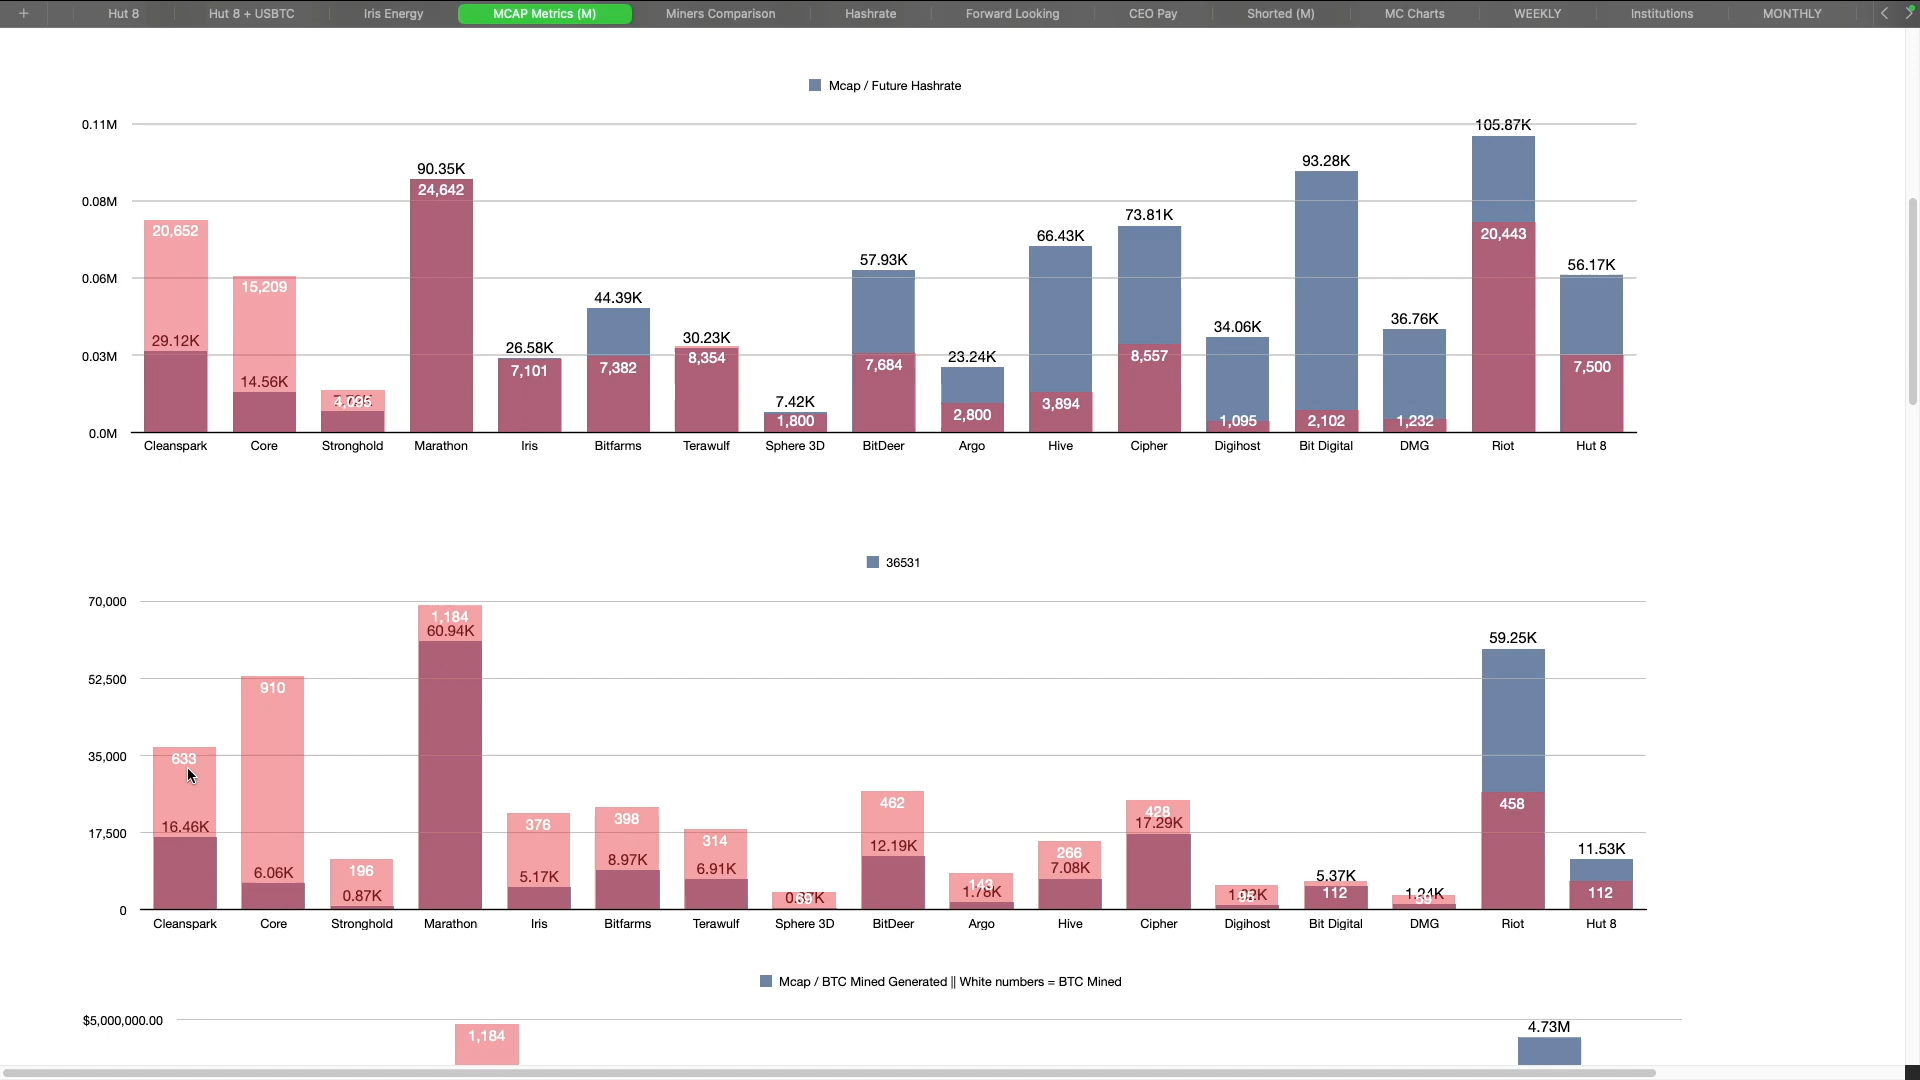 + Hut 8 Hut 8 + USBTC Iris Energy MCAP Metrics (M) Miners Comparison Hashrate Forward Looking CEO Pay Shorted (M) MC Charts WEEKLY Institutions MONTHLY
Mcap / Future Hashrate
0.11M
0.08M
0.06M
0.03M
0.0M
20,652
29.12K
15,209
14.56K
4,095
90.35K
24,642
26.58K
7,101
44.39K
7,382
30.23K
8,354
7.42K
1,800
57.93K
7,684
23.24K
2,800
66.43K
3,894
73.81K
8,557
34.06K
1,095
93.28K
2,102
36.76K
1,232
105.87K
20,443
56.17K
7,500
Cleanspark Core Stronghold Marathon Iris Bitfarms Terawulf Sphere 3D BitDeer Argo Hive Cipher Digihost Bit Digital DMG Riot Hut 8
36531
70,000
52,500
35,000
17,500
0
633
16.46K
910
6.06K
196
0.87K
1,184
60.94K
376
5.17K
398
8.97K
314
6.91K
462
12.19K
143
1.78K
266
7.08K
428
17.29K
95
5.37K
112
1.24K
59
59.25K
458
11.53K
112
Cleanspark Core Stronghold Marathon Iris Bitfarms Terawulf Sphere 3D BitDeer Argo Hive Cipher Digihost Bit Digital DMG Riot Hut 8
Mcap / BTC Mined Generated || White numbers = BTC Mined
$5,000,000.00
1,184
4.73M